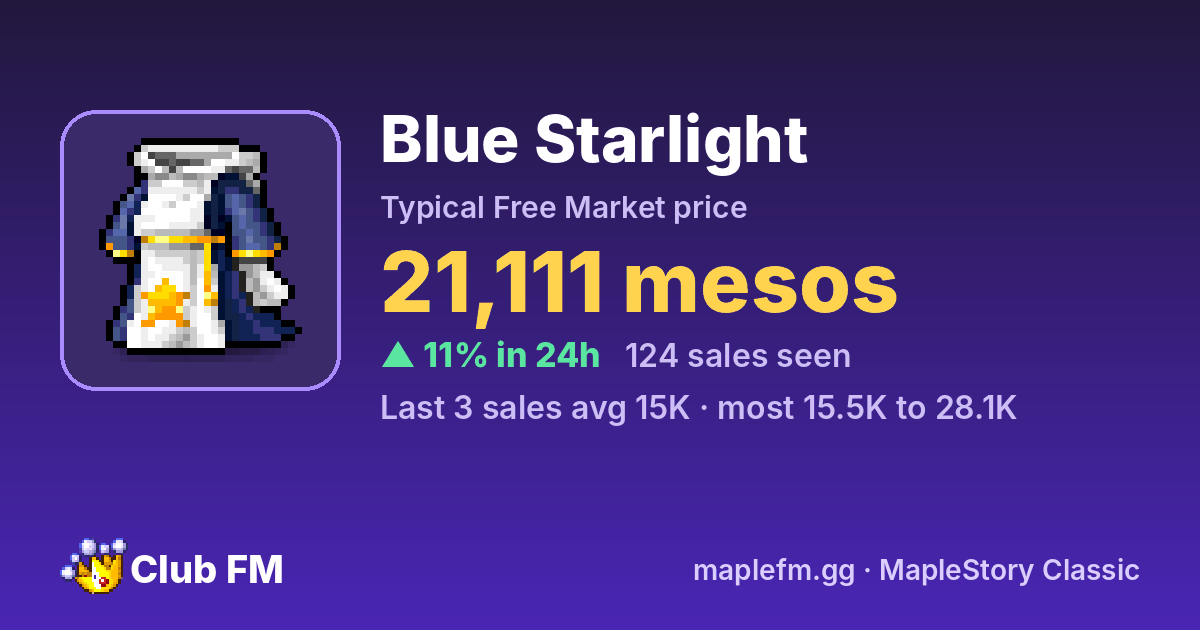 Blue Starlight
Typical Free Market price
21,111 mesos
▲ 11% in 24h 124 sales seen
Last 3 sales avg 15K · most 15.5K to 28.1K
Club FM
maplefm.gg · MapleStory Classic